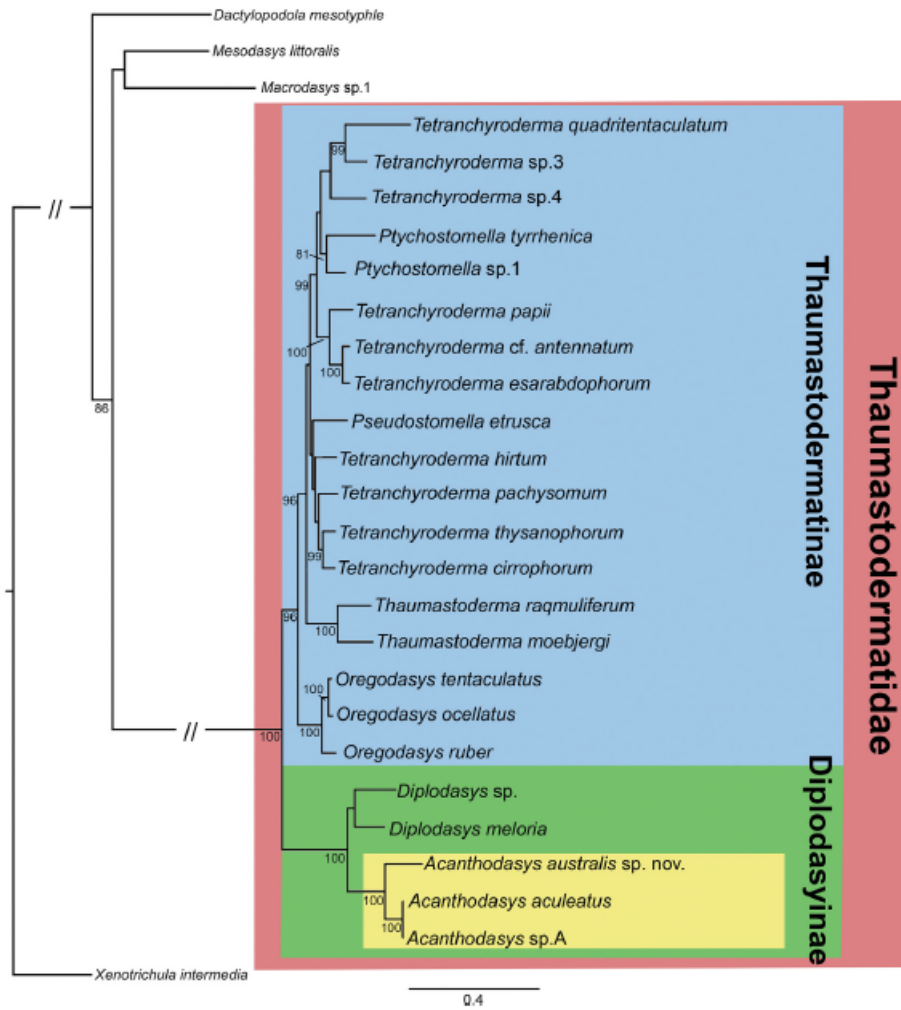 Dactylopodola mesotyphle
Mesodasys littoralis
Macrodasys sp.1
Tetranchyroderma quadritentaculatum
99
Tetranchyroderma sp.3
Tetranchyroderma sp.4
//
Ptychostomella tyrrhenica
81
Ptychostomella sp.1
99
Tetranchyroderma papii
100
Tetranchyroderma cf. antennatum
100
Tetranchyroderma esarabdophorum
86
Pseudostomella etrusca
Tetranchyroderma hirtum
96
Tetranchyroderma pachysomum
Tetranchyroderma thysanophorum
99
Tetranchyroderma cirrophorum
96
Thaumastoderma raqmuliferum
100
Thaumastoderma moebjergi
Oregodasys tentaculatus
100
Oregodasys ocellatus
100
//
100
Oregodasys ruber
Diplodasys sp.
Diplodasys meloria
100
Acanthodasys australis sp. nov.
100
Acanthodasys aculeatus
100
Acanthodasys sp.A
Xenotrichula intermedia
0.4
Thaumastodermatinae
Diplodasyinae
Thaumastodermatidae